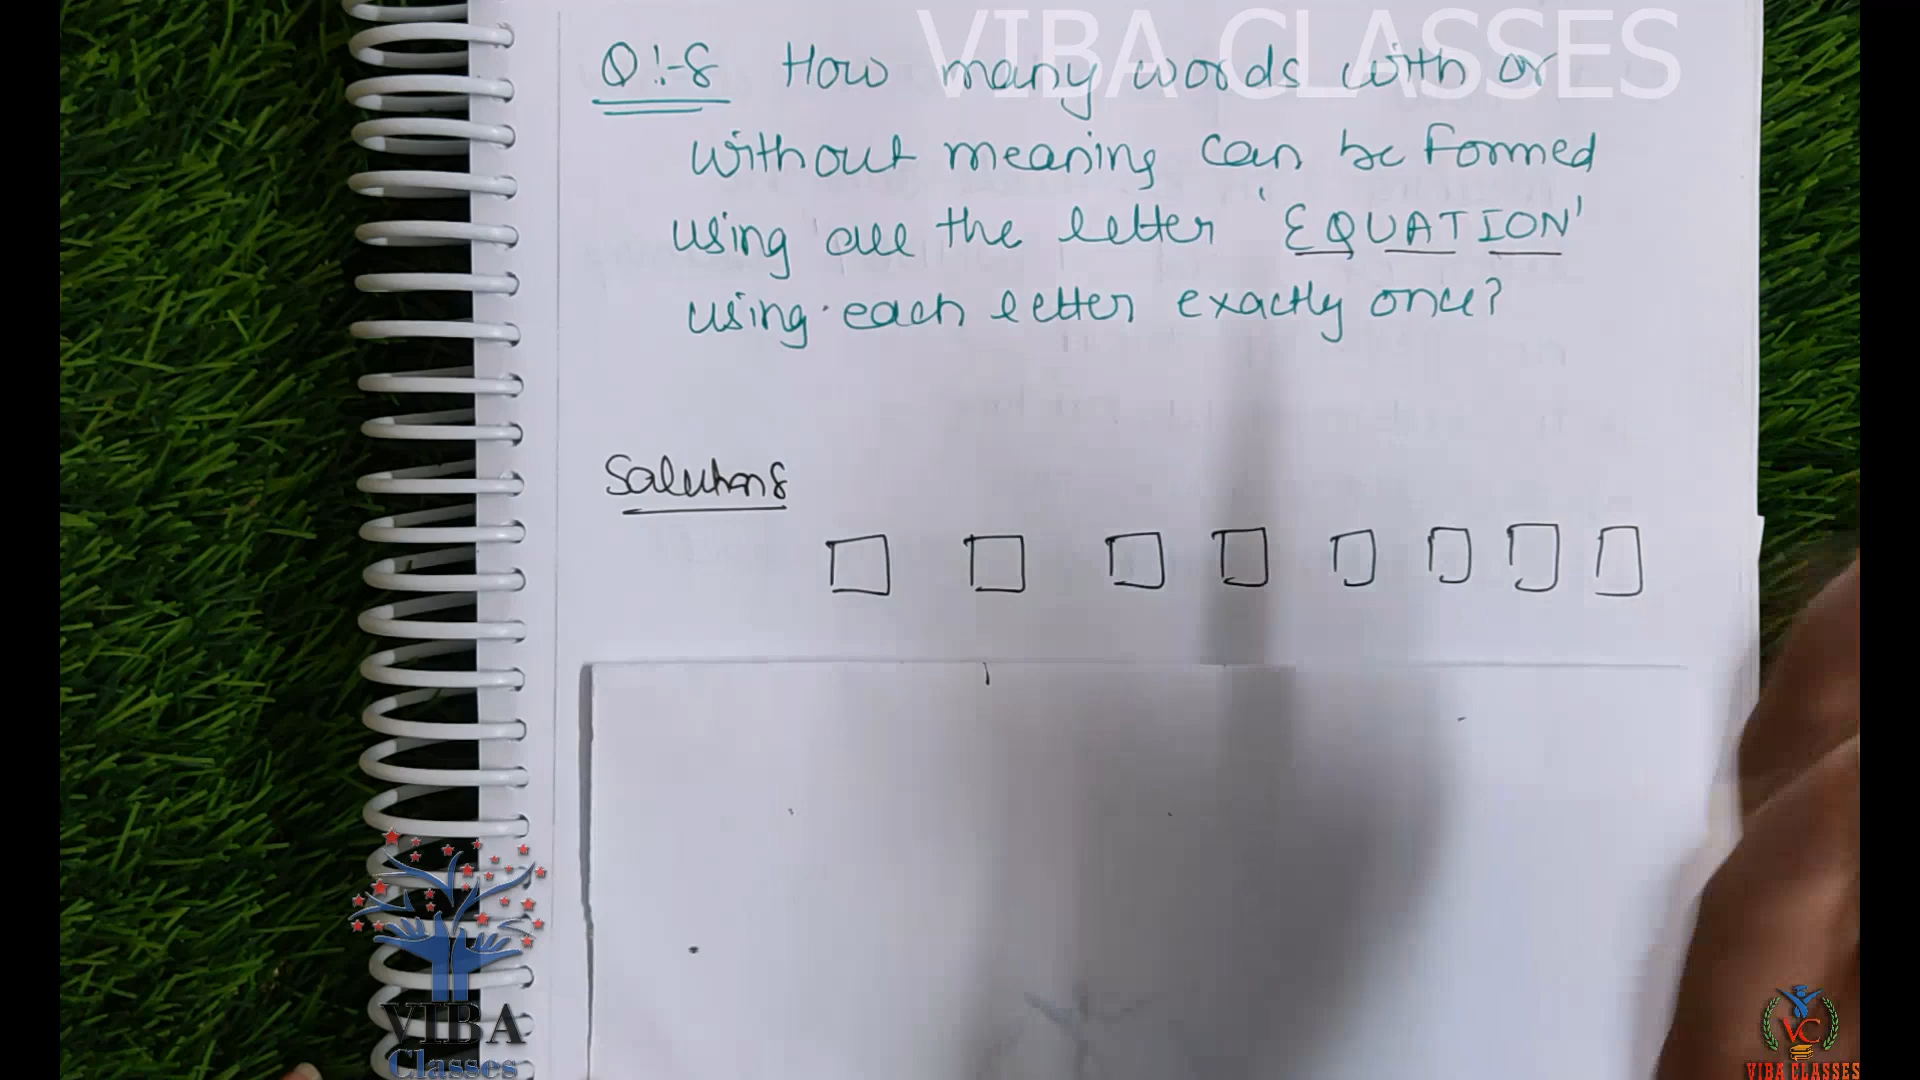 VIBA CLASSES
Q:-8 How many words with or
without meaning can be formed
using all the letter 'EQUATION'
using each letter exactly once?
Solutions
VIBA
Classes
VC
VIBA CLASSES